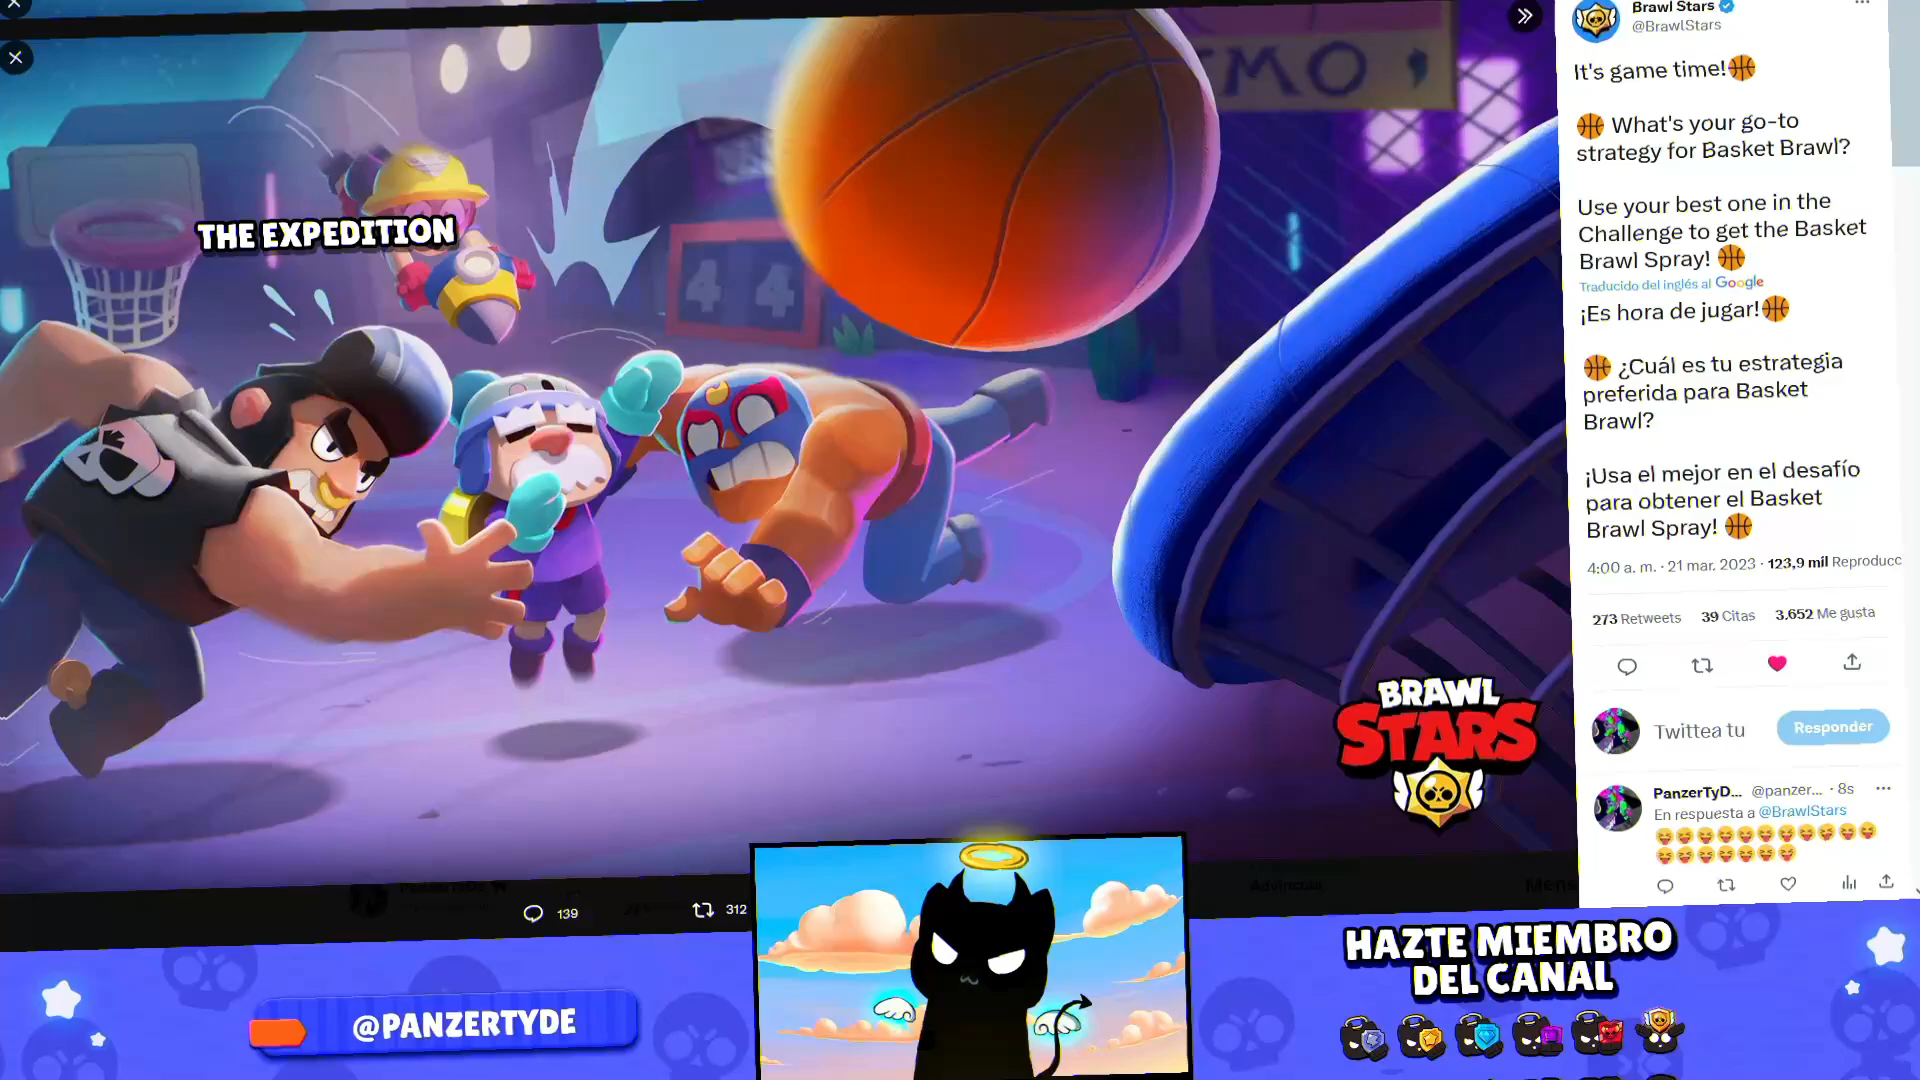 THE EXPEDITION
MO
4 4
BRAWL
STARS
Brawl Stars
@BrawlStars
It's game time!🏀
🏀 What's your go-to
strategy for Basket Brawl?
Use your best one in the
Challenge to get the Basket
Brawl Spray! 🏀
Traducido del inglés al Google
¡Es hora de jugar!🏀
🏀 ¿Cuál es tu estrategia
preferida para Basket
Brawl?
¡Usa el mejor en el desafío
para obtener el Basket
Brawl Spray! 🏀
4:00 a. m. · 21 mar. 2023 · 123,9 mil Reproducc
273 Retweets 39 Citas 3.652 Me gusta
Twittea tu
Responder
PanzerTyD... @panzer... · 8s
En respuesta a @BrawlStars
😝😝😝😝😝😝😝😝😝😝😝
😝😝😝😝😝😝😝
139
312
@PANZERTYDE
HAZTE MIEMBRO
DEL CANAL